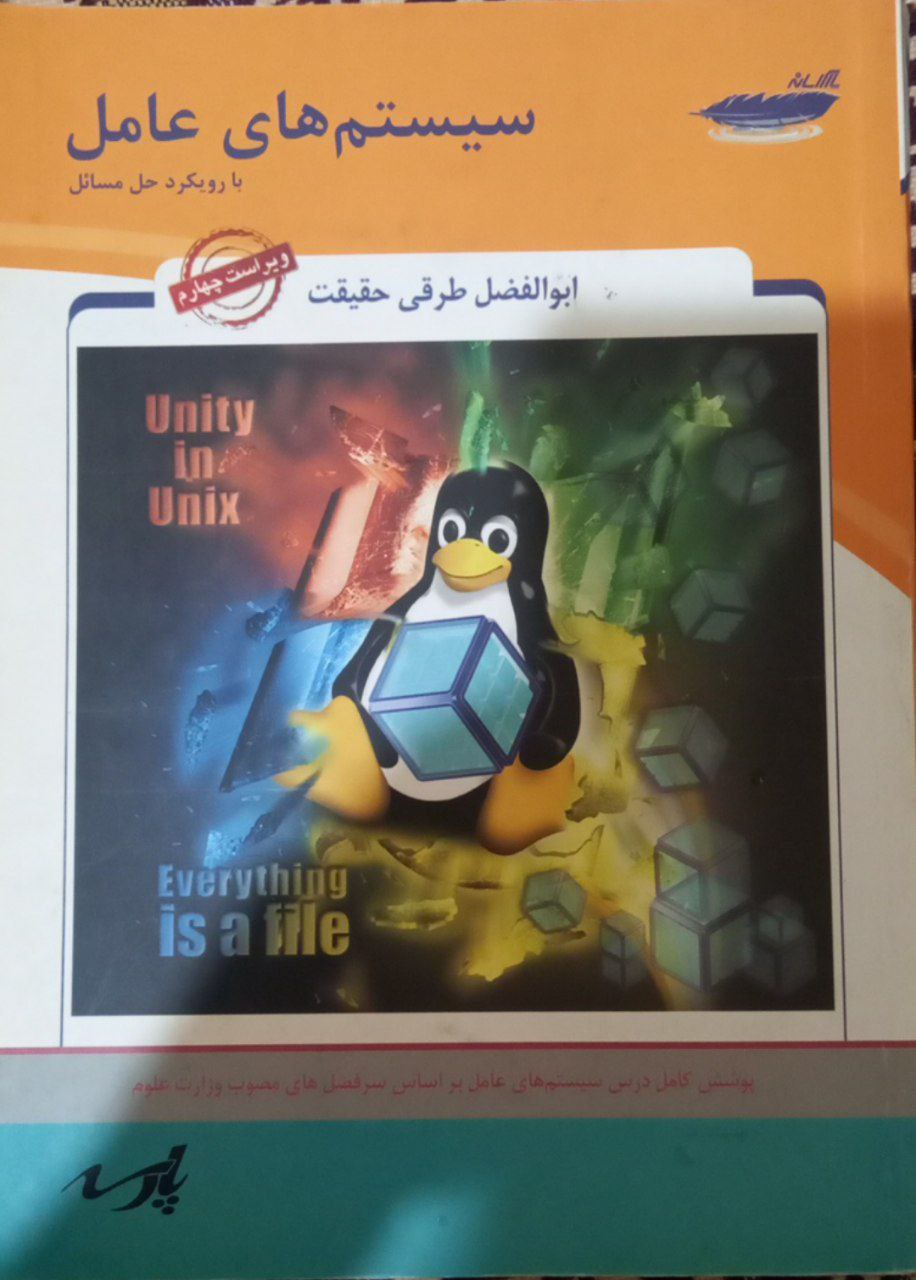 سیستم‌های عامل
با رویکرد حل مسائل
ویراست چهارم
ابوالفضل طرقی حقیقت
Unity
in
Unix
Everything
is a file
پوشش کامل درس سیستم‌های عامل بر اساس سرفصل های مصوب وزارت علوم
پارسه